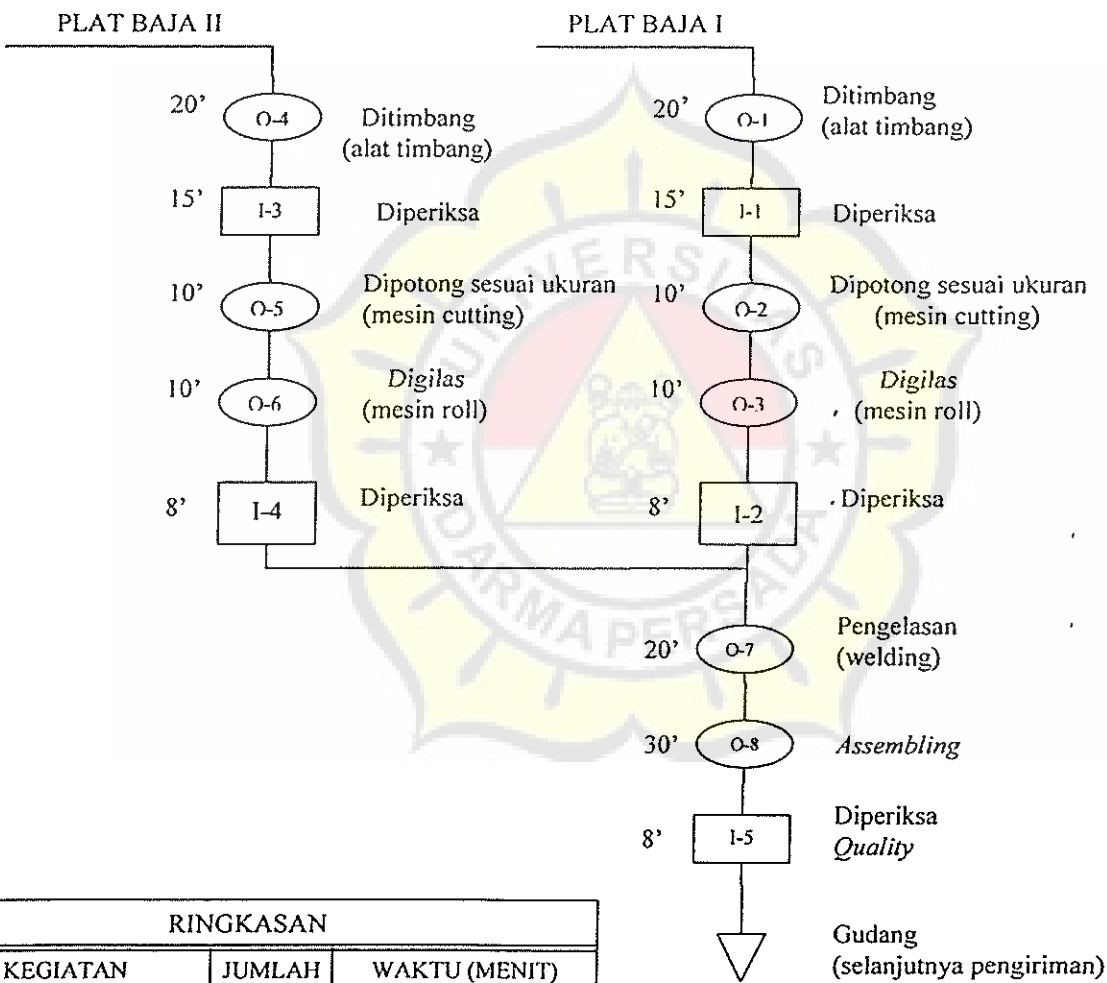 PLAT BAJA II
PLAT BAJA I
20’
O-4
Ditimbang
(alat timbang)
20’
O-1
Ditimbang
(alat timbang)
15’
I-3
Diperiksa
15’
I-1
Diperiksa
10’
O-5
Dipotong sesuai ukuran
(mesin cutting)
10’
O-2
Dipotong sesuai ukuran
(mesin cutting)
10’
O-6
Digilas
(mesin roll)
10’
O-3
Digilas
(mesin roll)
8’
I-4
Diperiksa
8’
I-2
Diperiksa
UNIVERSITAS
DARMA PERSADA
20’
O-7
Pengelasan
(welding)
30’
O-8
Assembling
8’
I-5
Diperiksa
Quality
Gudang
(selanjutnya pengiriman)
RINGKASAN
KEGIATAN JUMLAH WAKTU (MENIT)